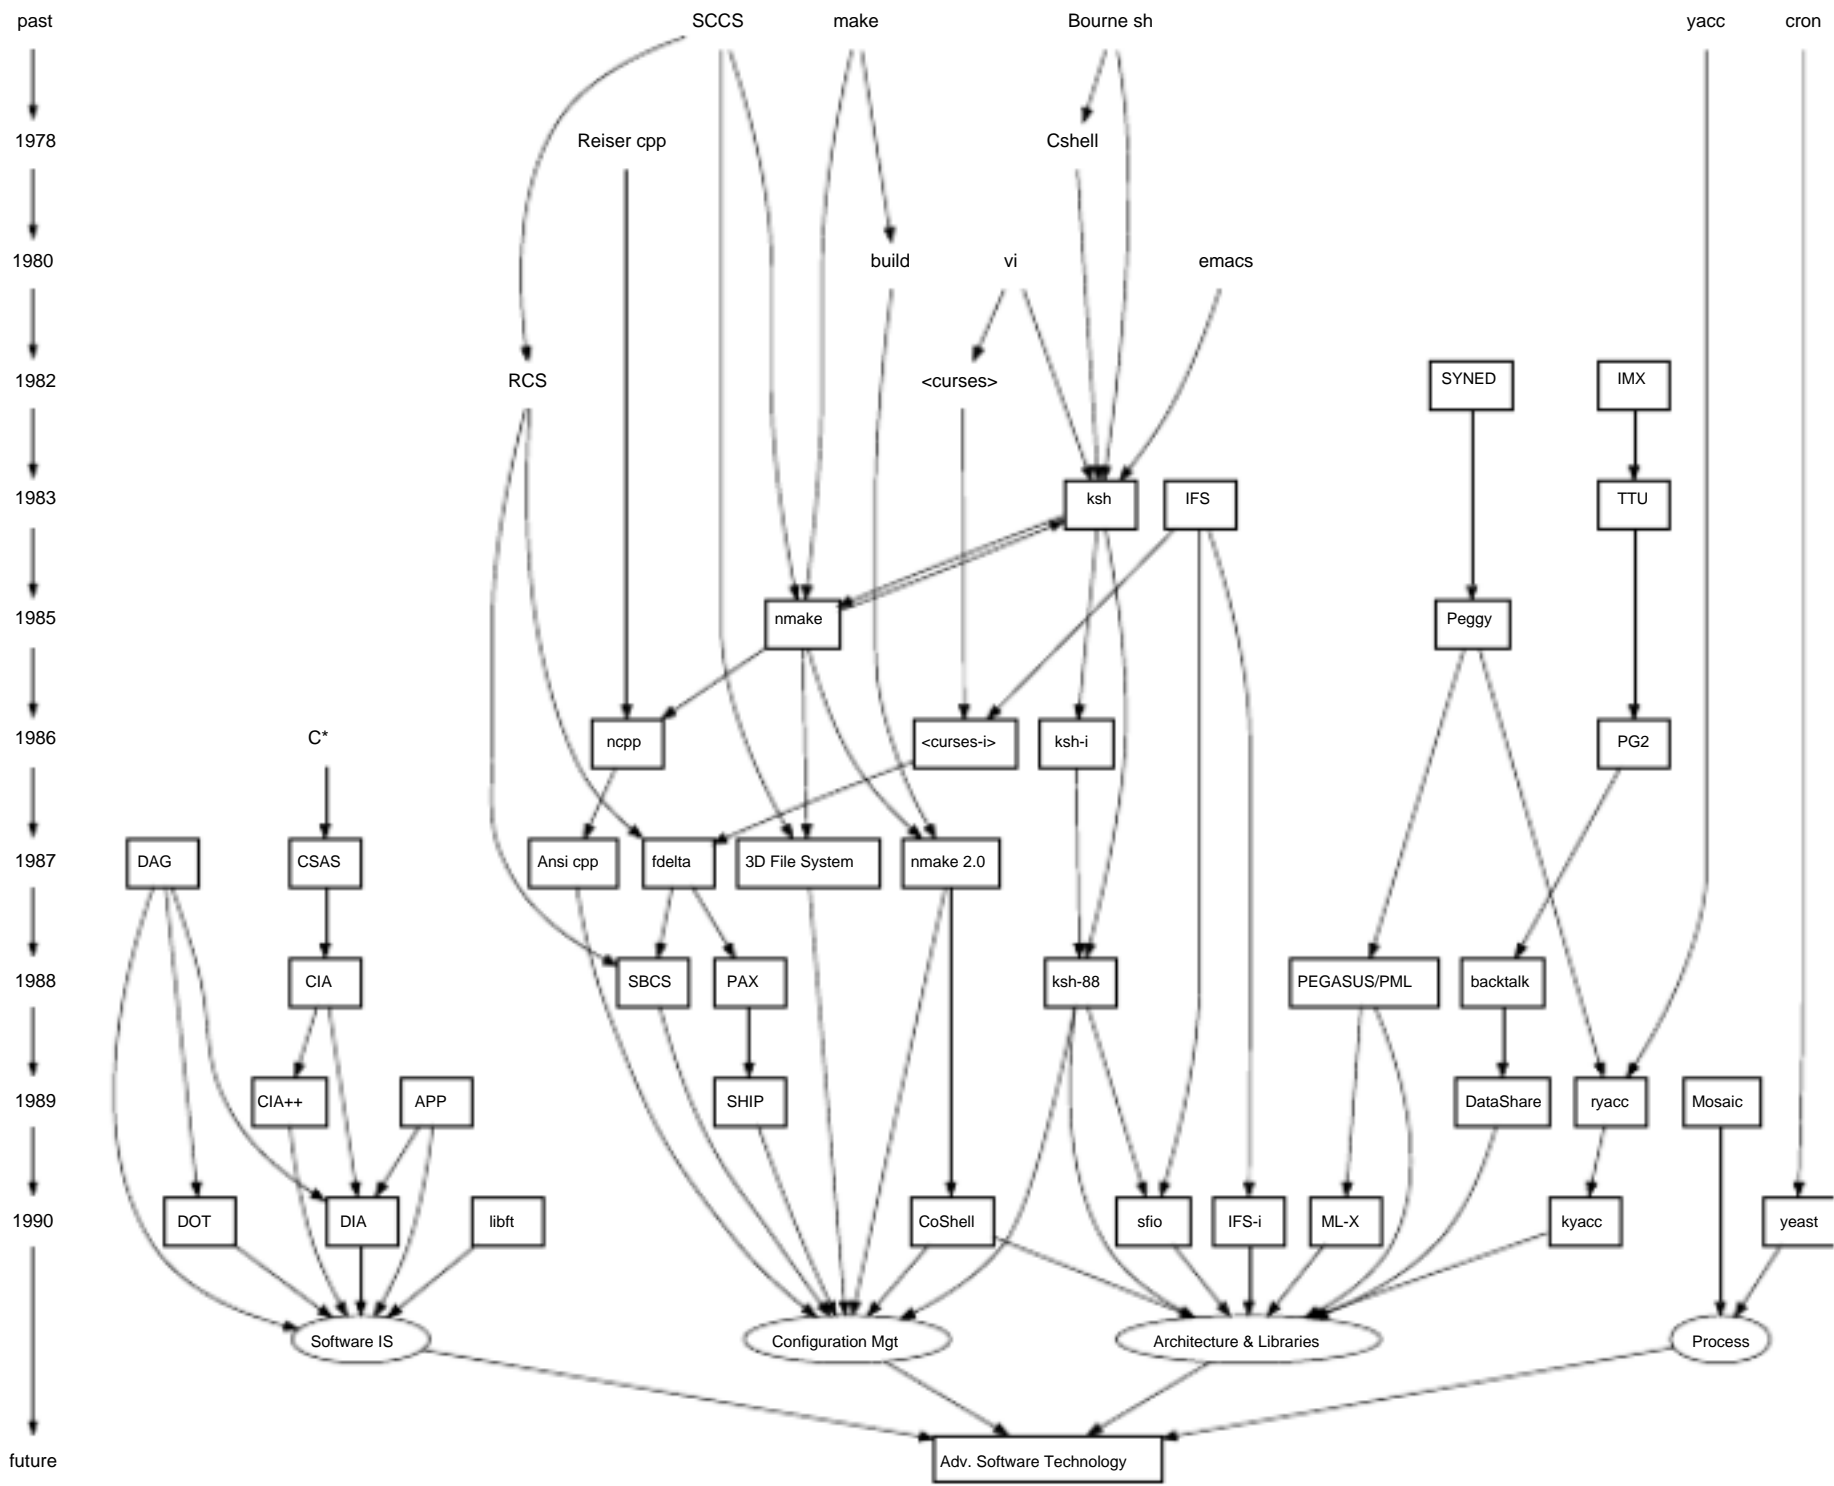 past
SCCS
make
Bourne sh
yacc
cron
1978
Reiser cpp
Cshell
1980
build
vi
emacs
1982
RCS
<curses>
SYNED
IMX
1983
ksh
IFS
TTU
1985
nmake
Peggy
1986
C*
ncpp
<curses-i>
ksh-i
PG2
1987
DAG
CSAS
Ansi cpp
fdelta
3D File System
nmake 2.0
1988
CIA
SBCS
PAX
ksh-88
PEGASUS/PML
backtalk
1989
CIA++
APP
SHIP
DataShare
ryacc
Mosaic
1990
DOT
DIA
libft
CoShell
sfio
IFS-i
ML-X
kyacc
yeast
Software IS
Configuration Mgt
Architecture & Libraries
Process
future
Adv. Software Technology